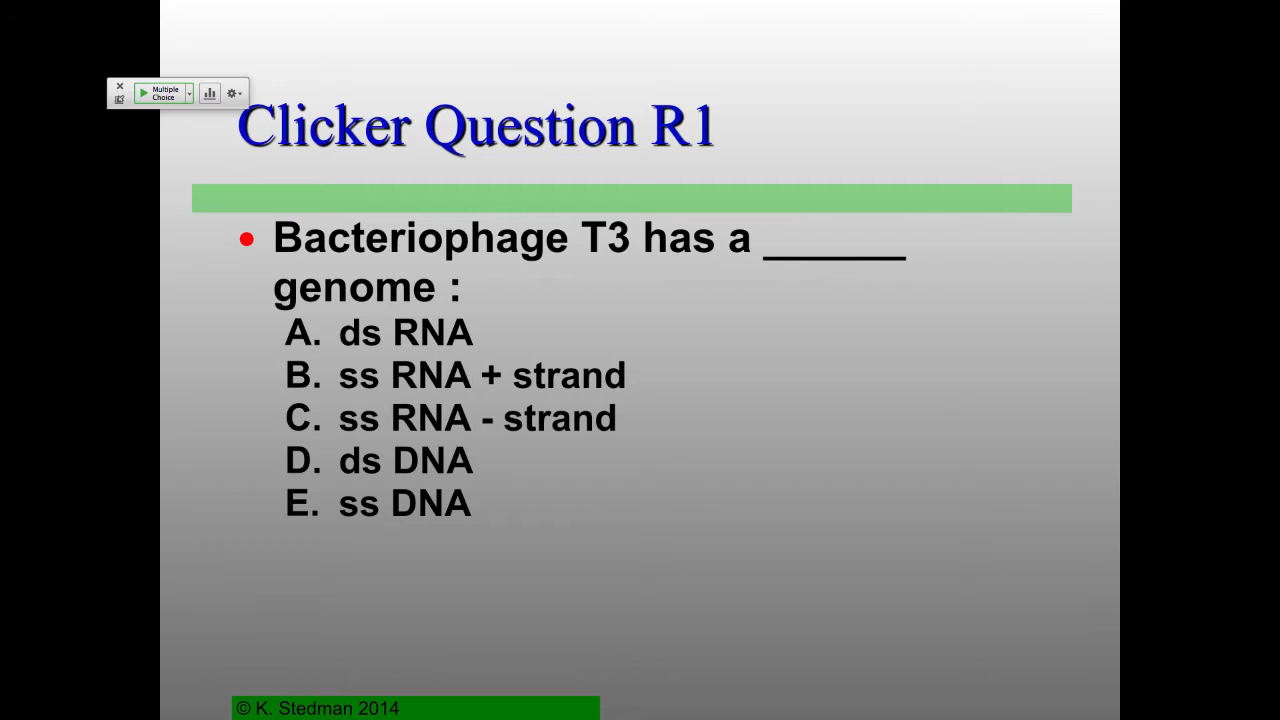 Multiple
Choice
Clicker Question R1
• Bacteriophage T3 has a ______
genome :
A. ds RNA
B. ss RNA + strand
C. ss RNA - strand
D. ds DNA
E. ss DNA
© K. Stedman 2014